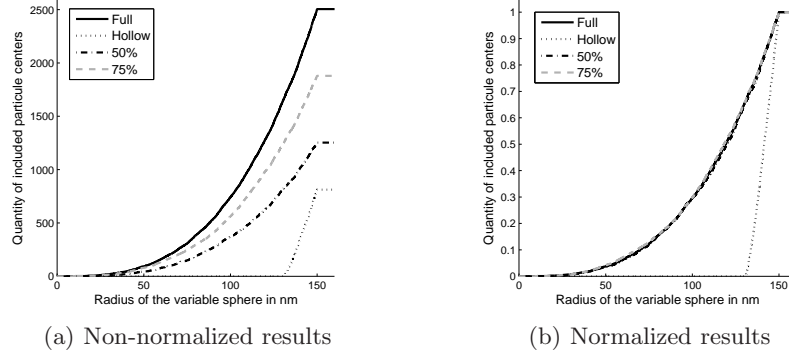 2500
2000
1500
1000
500
0
0
50
100
150
Quantity of included particule centers
Radius of the variable sphere in nm
Full
Hollow
50%
75%
(a) Non-normalized results
1
0.9
0.8
0.7
0.6
0.5
0.4
0.3
0.2
0.1
0
0
50
100
150
Quantity of included particule centers
Radius of the variable sphere in nm
Full
Hollow
50%
75%
(b) Normalized results